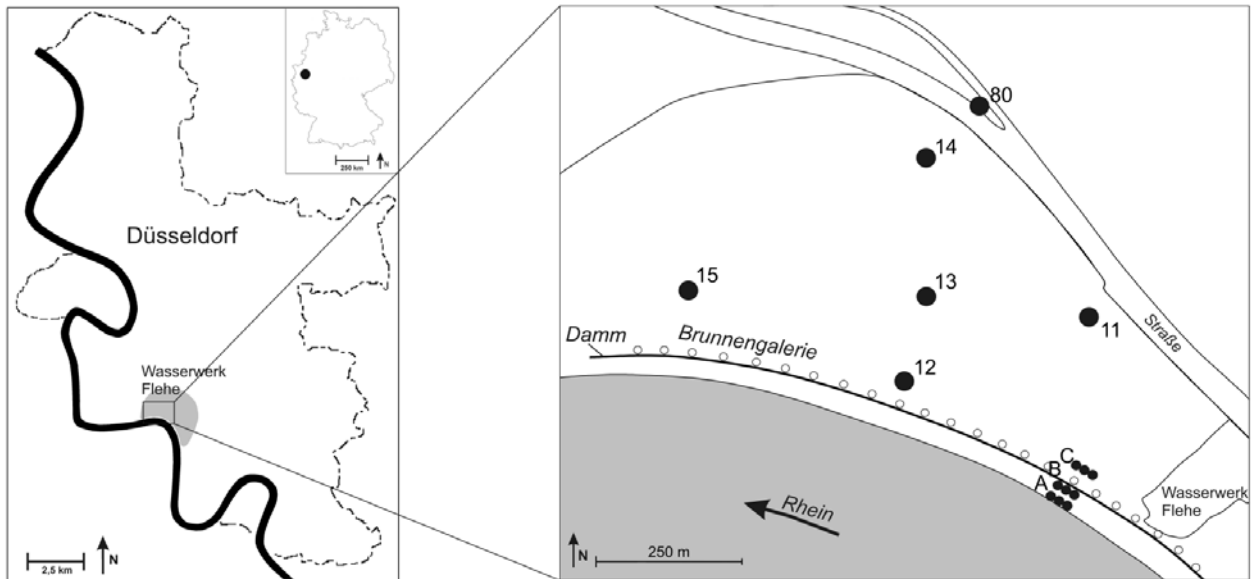 200 km
N
Düsseldorf
Wasserwerk
Flehe
2,5 km
N
80
14
15
13
11
Straße
Damm
Brunnengalerie
12
C
B
A
Wasserwerk
Flehe
Rhein
N
250 m